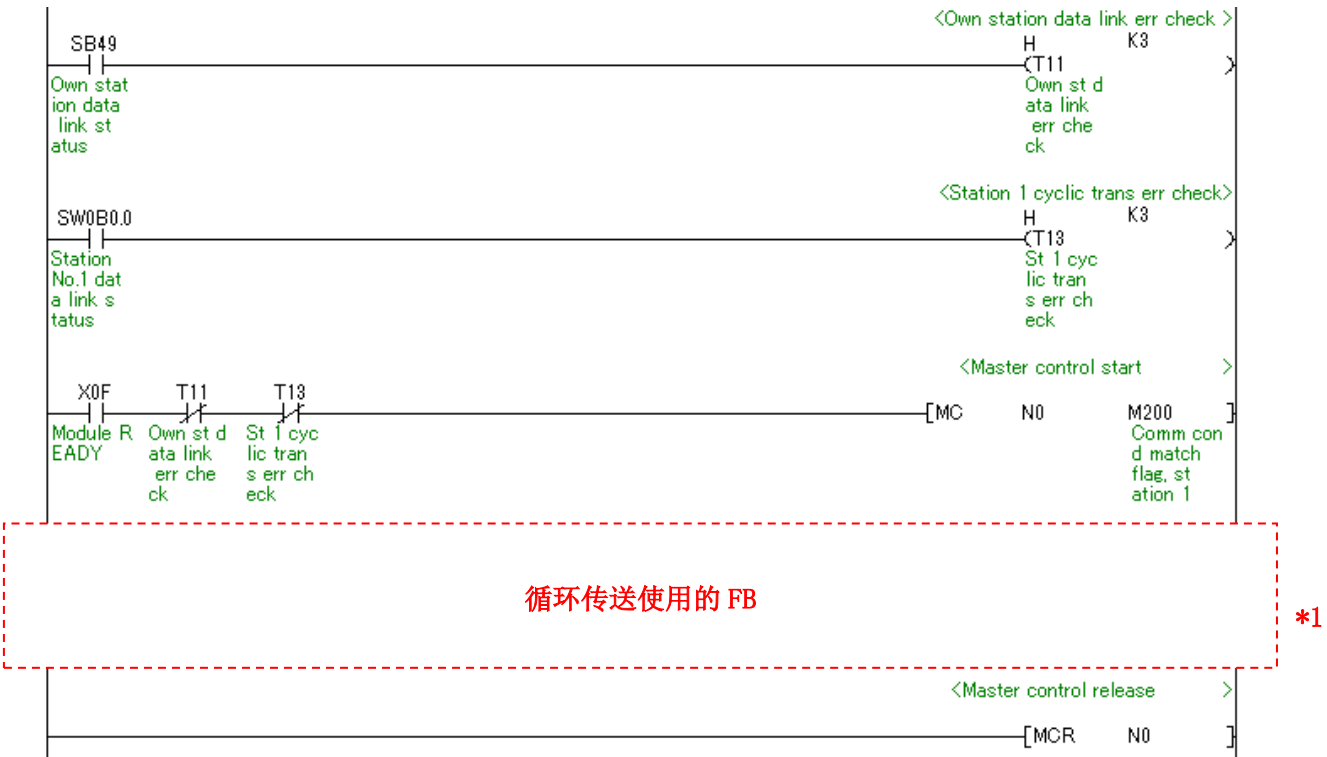 <Own station data link err check >
SB49
H K3
(T11 )
Own stat
ion data
link st
atus
Own st d
ata link
err che
ck
<Station 1 cyclic trans err check>
SW0B0.0
H K3
(T13 )
Station
No.1 dat
a link s
tatus
St 1 cyc
lic tran
s err ch
eck
<Master control start >
X0F T11 T13
[MC N0 M200 ]
Module R
EADY
Own st d
ata link
err che
ck
St 1 cyc
lic tran
s err ch
eck
Comm con
d match
flag, st
ation 1
循环传送使用的 FB
*1
<Master control release >
[MCR N0 ]